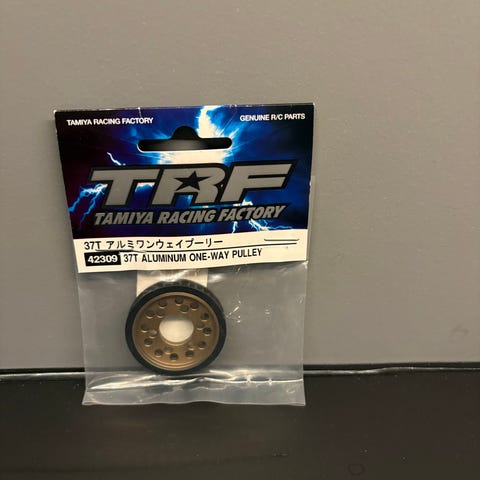 TAMIYA RACING FACTORY
GENUINE R/C PARTS
TRF
TAMIYA RACING FACTORY
37T アルミワンウェイプーリー
42309 37T ALUMINUM ONE-WAY PULLEY